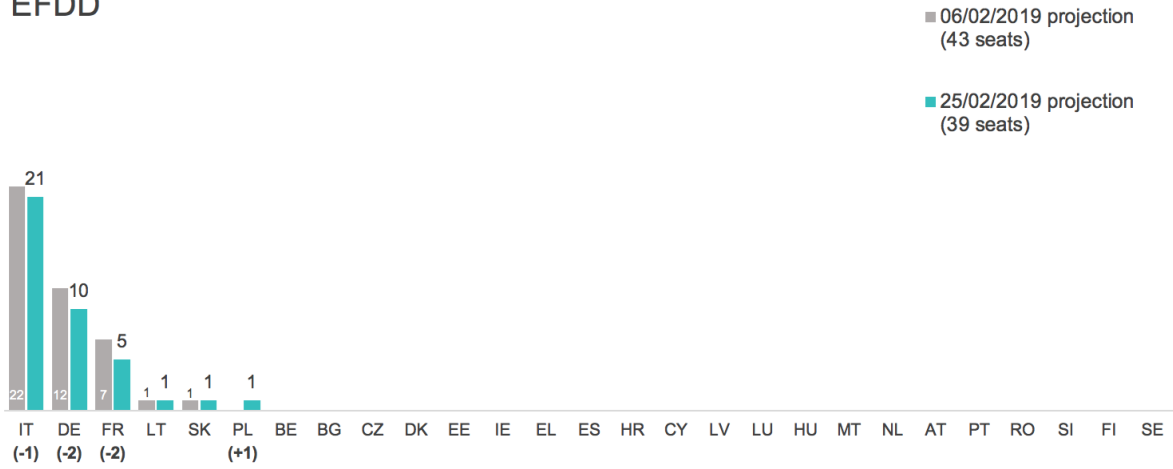 EFDD
06/02/2019 projection
(43 seats)
25/02/2019 projection
(39 seats)
21
10
5
1 1
1 1
1
22
12
7
IT DE FR LT SK PL BE BG CZ DK EE IE EL ES HR CY LV LU HU MT NL AT PT RO SI FI SE
(-1) (-2) (-2) (+1)